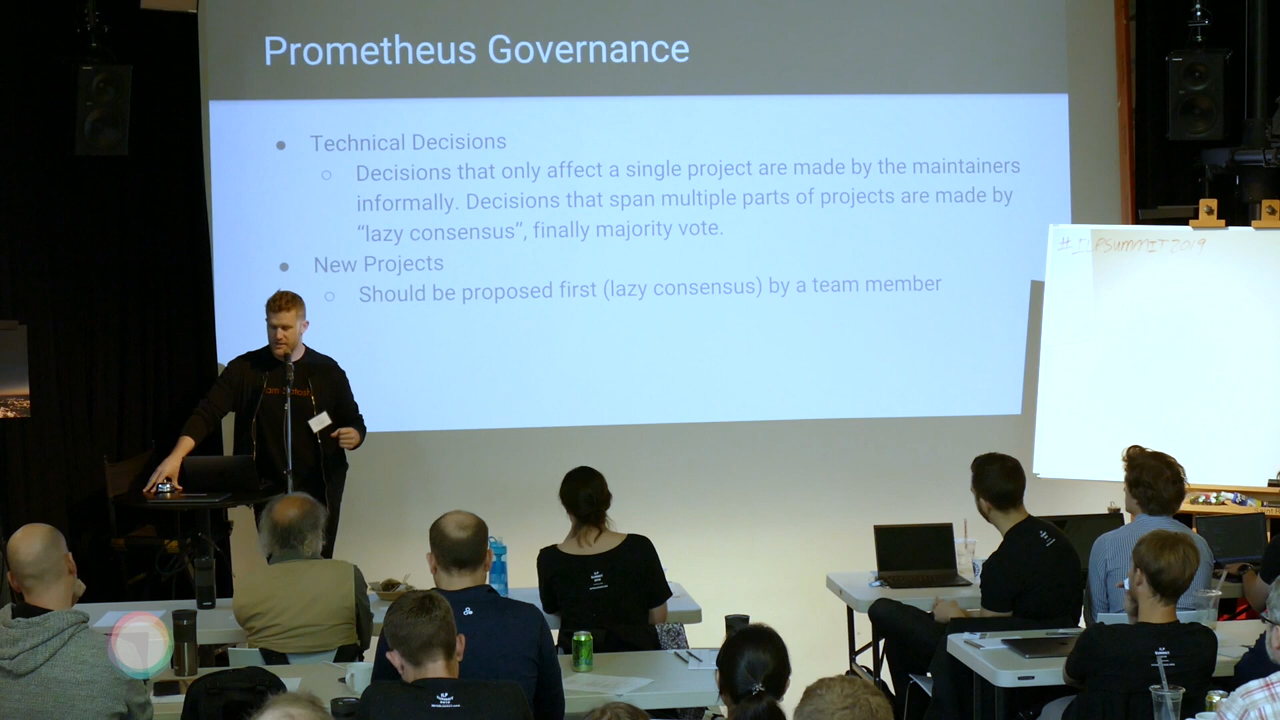 Prometheus Governance
● Technical Decisions
○ Decisions that only affect a single project are made by the maintainers
informally. Decisions that span multiple parts of projects are made by
“lazy consensus”, finally majority vote.
● New Projects
○ Should be proposed first (lazy consensus) by a team member
#ILPSUMMIT2019